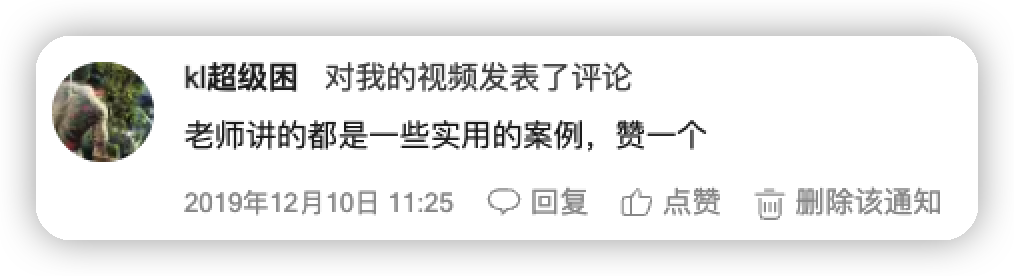 kl超级困 对我的视频发表了评论
老师讲的都是一些实用的案例，赞一个
2019年12月10日 11:25 回复 点赞 删除该通知